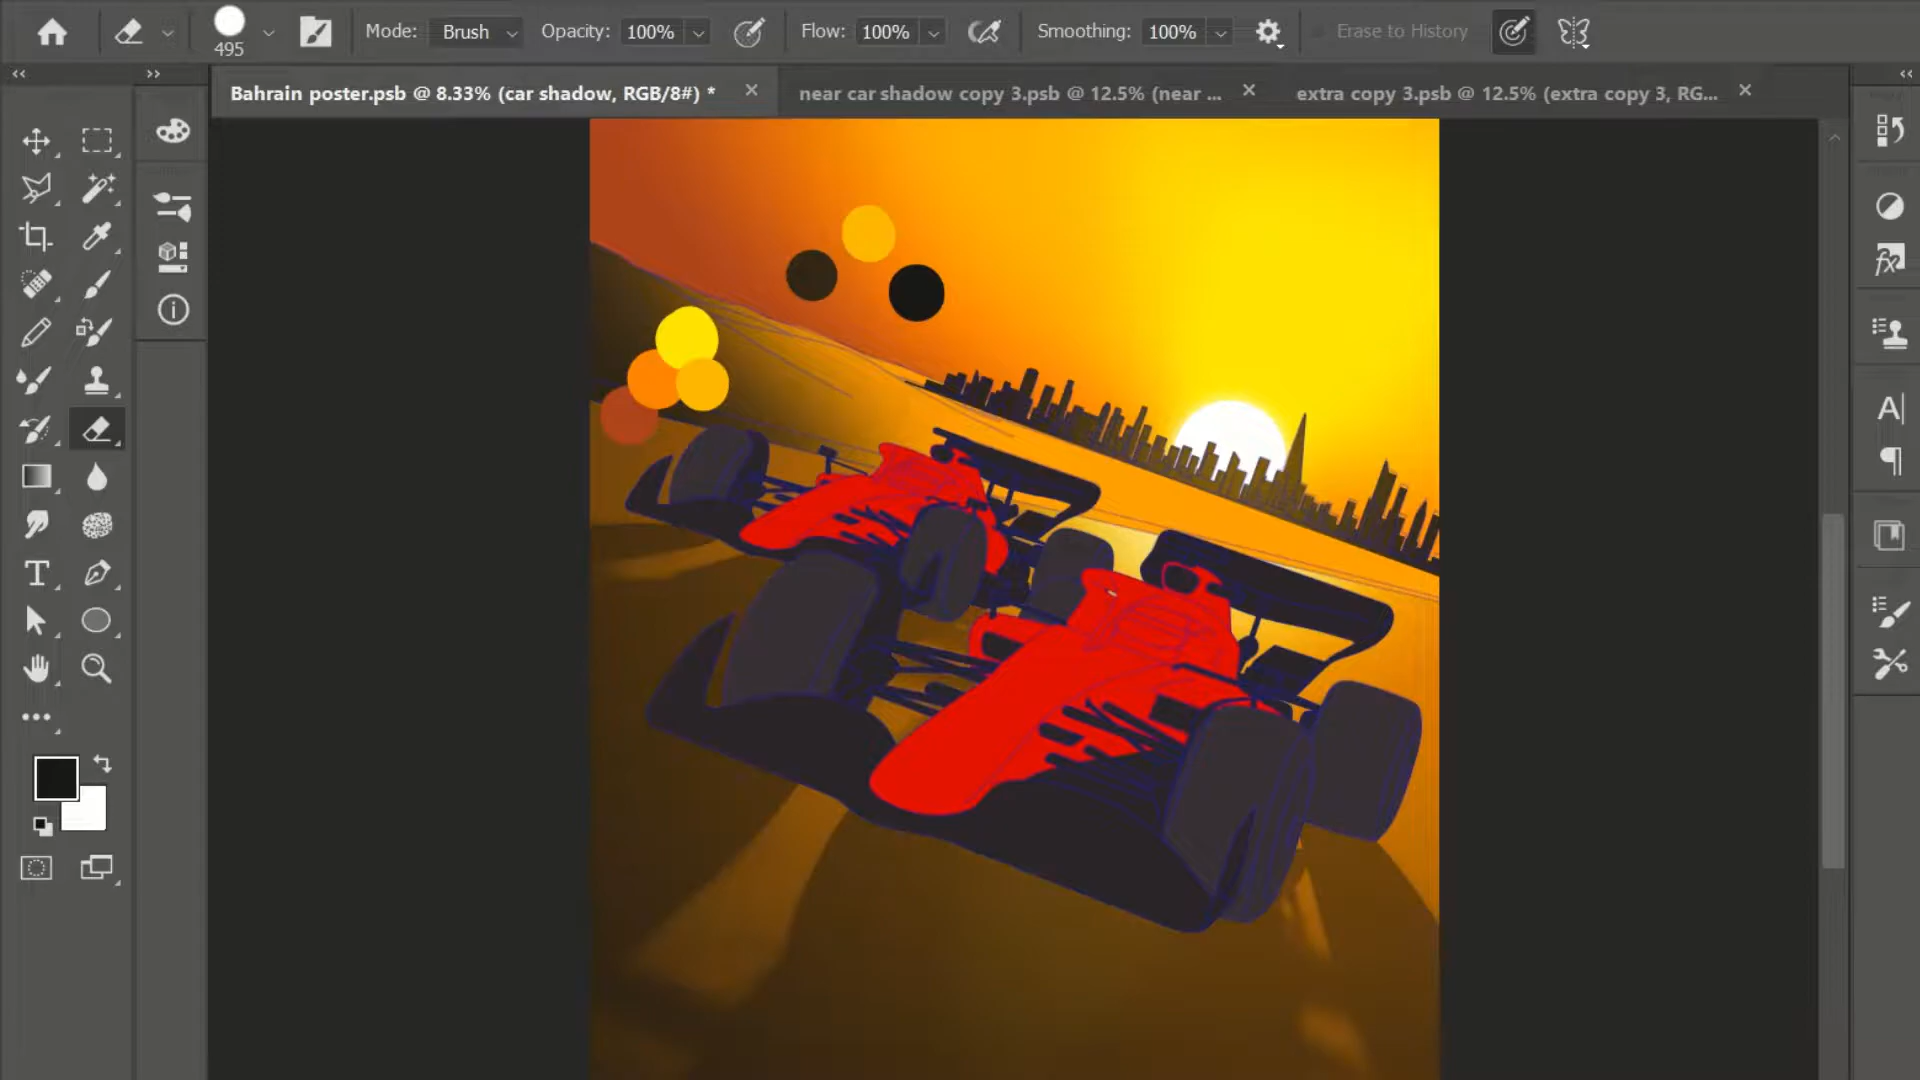 Mode: Brush Opacity: 100% Flow: 100% Smoothing: 100% Erase to History
495
Bahrain poster.psb @ 8.33% (car shadow, RGB/8#) * near car shadow copy 3.psb @ 12.5% (near ... extra copy 3.psb @ 12.5% (extra copy 3, RG...